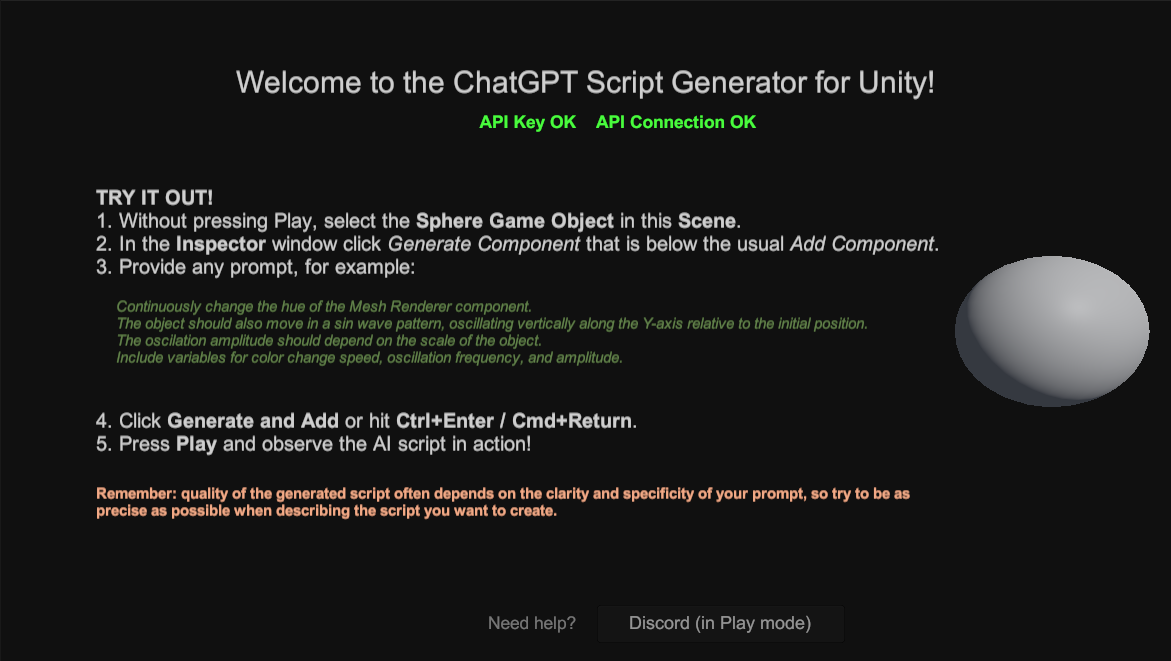 Welcome to the ChatGPT Script Generator for Unity!
API Key OK API Connection OK
TRY IT OUT!
1. Without pressing Play, select the Sphere Game Object in this Scene.
2. In the Inspector window click Generate Component that is below the usual Add Component.
3. Provide any prompt, for example:
Continuously change the hue of the Mesh Renderer component.
The object should also move in a sin wave pattern, oscillating vertically along the Y-axis relative to the initial position.
The oscilation amplitude should depend on the scale of the object.
Include variables for color change speed, oscillation frequency, and amplitude.
4. Click Generate and Add or hit Ctrl+Enter / Cmd+Return.
5. Press Play and observe the AI script in action!
Remember: quality of the generated script often depends on the clarity and specificity of your prompt, so try to be as
precise as possible when describing the script you want to create.
Need help? Discord (in Play mode)